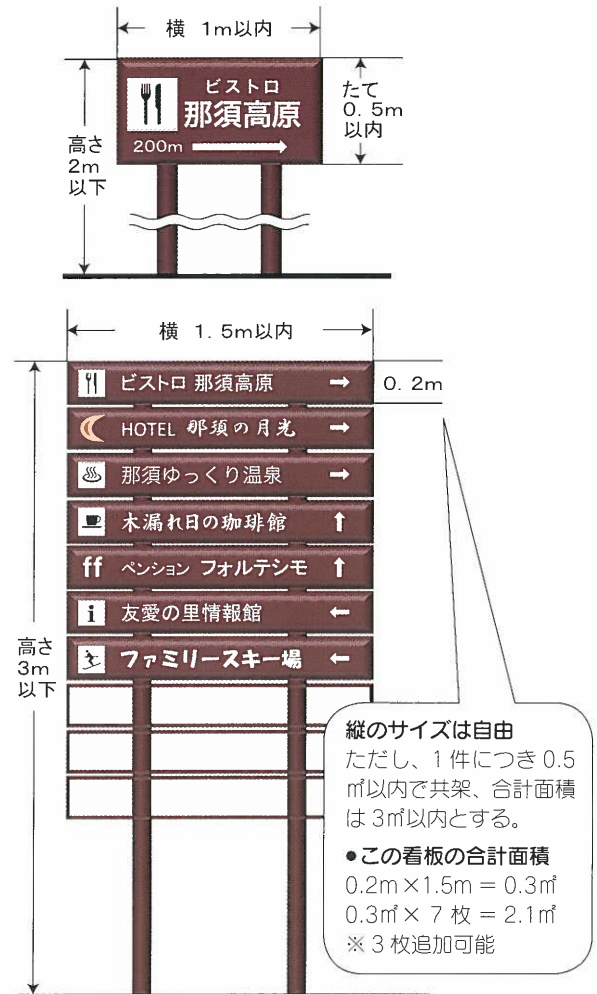 横 1m以内
ビストロ
那須高原
200m
たて
0.5m
以内
高さ
2m
以下
横 1.5m以内
ビストロ 那須高原
0.2m
HOTEL 那須の月光
那須ゆっくり温泉
木漏れ日の珈琲館
ff ペンション フォルテシモ
i 友愛の里情報館
ファミリースキー場
高さ
3m
以下
縦のサイズは自由
ただし、1件につき0.5
㎡以内で共架、合計面積
は3㎡以内とする。
●この看板の合計面積
0.2m×1.5m = 0.3㎡
0.3㎡× 7 枚 = 2.1㎡
※ 3 枚追加可能